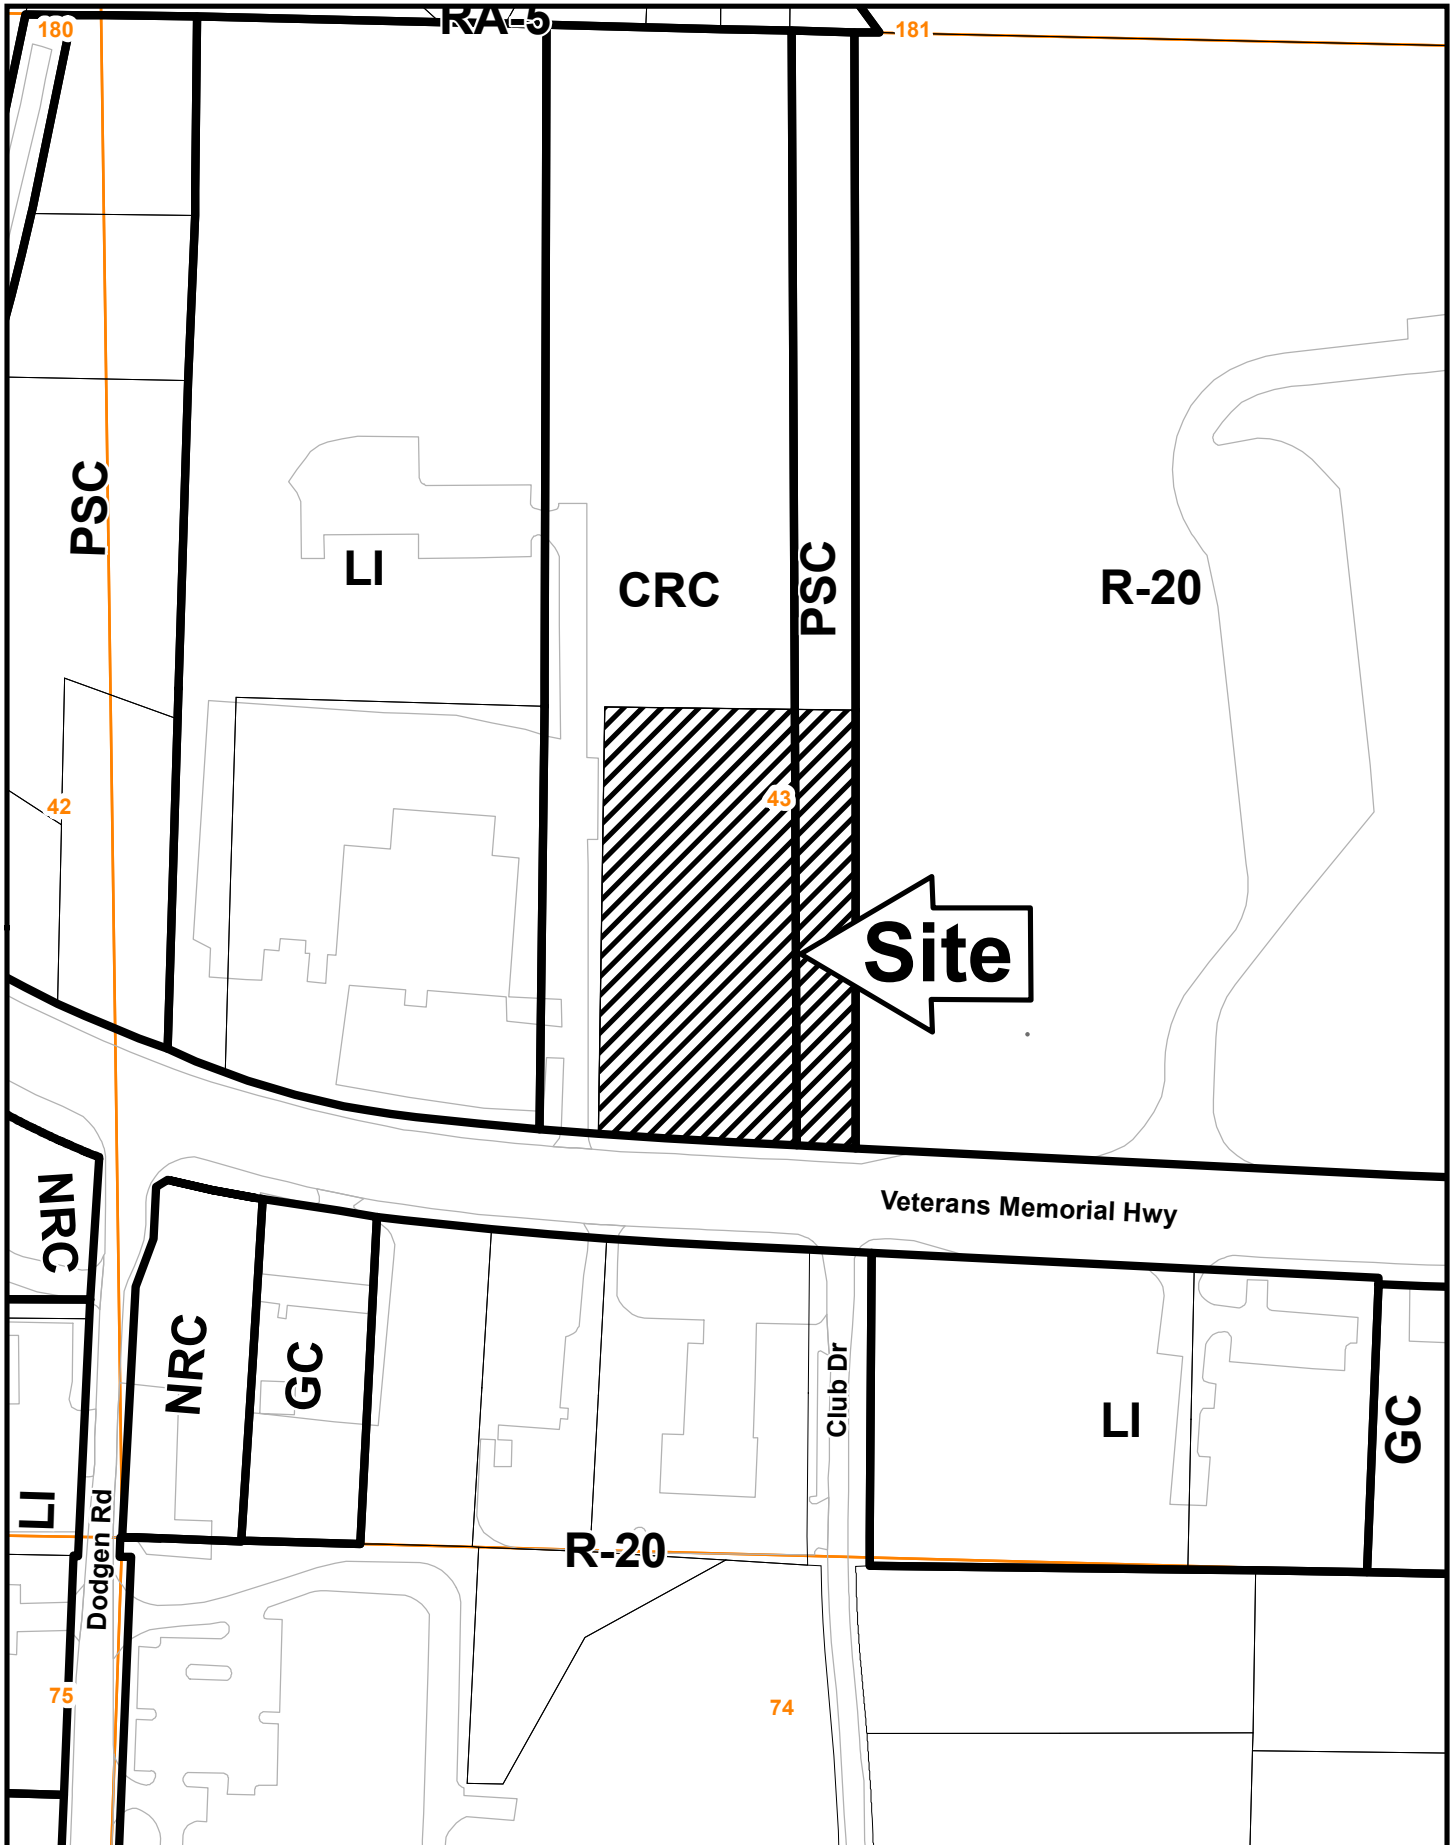 RA-5
180
181
PSC
LI
CRC
PSC
R-20
42
43
Site
Veterans Memorial Hwy
NRC
NRC
GC
Club Dr
LI
GC
LI
Dodgen Rd
R-20
75
74